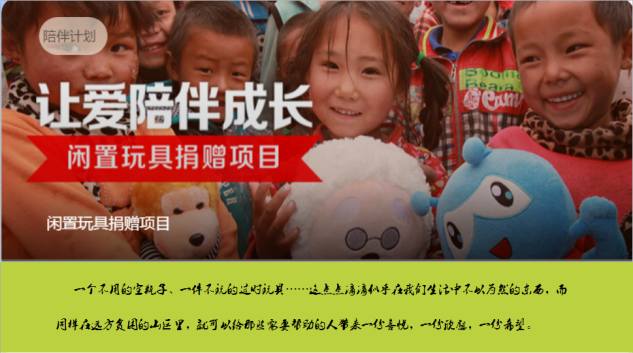 陪伴计划
让爱陪伴成长
闲置玩具捐赠项目
闲置玩具捐赠项目
一个不用的空瓶子、一件不玩的过时玩具……这点点滴滴似乎在我们生活中不以为然的东西，而
同样在远方贫困的山区里，就可以给那些需要帮助的人带来一份喜悦，一份欣慰，一份希望。